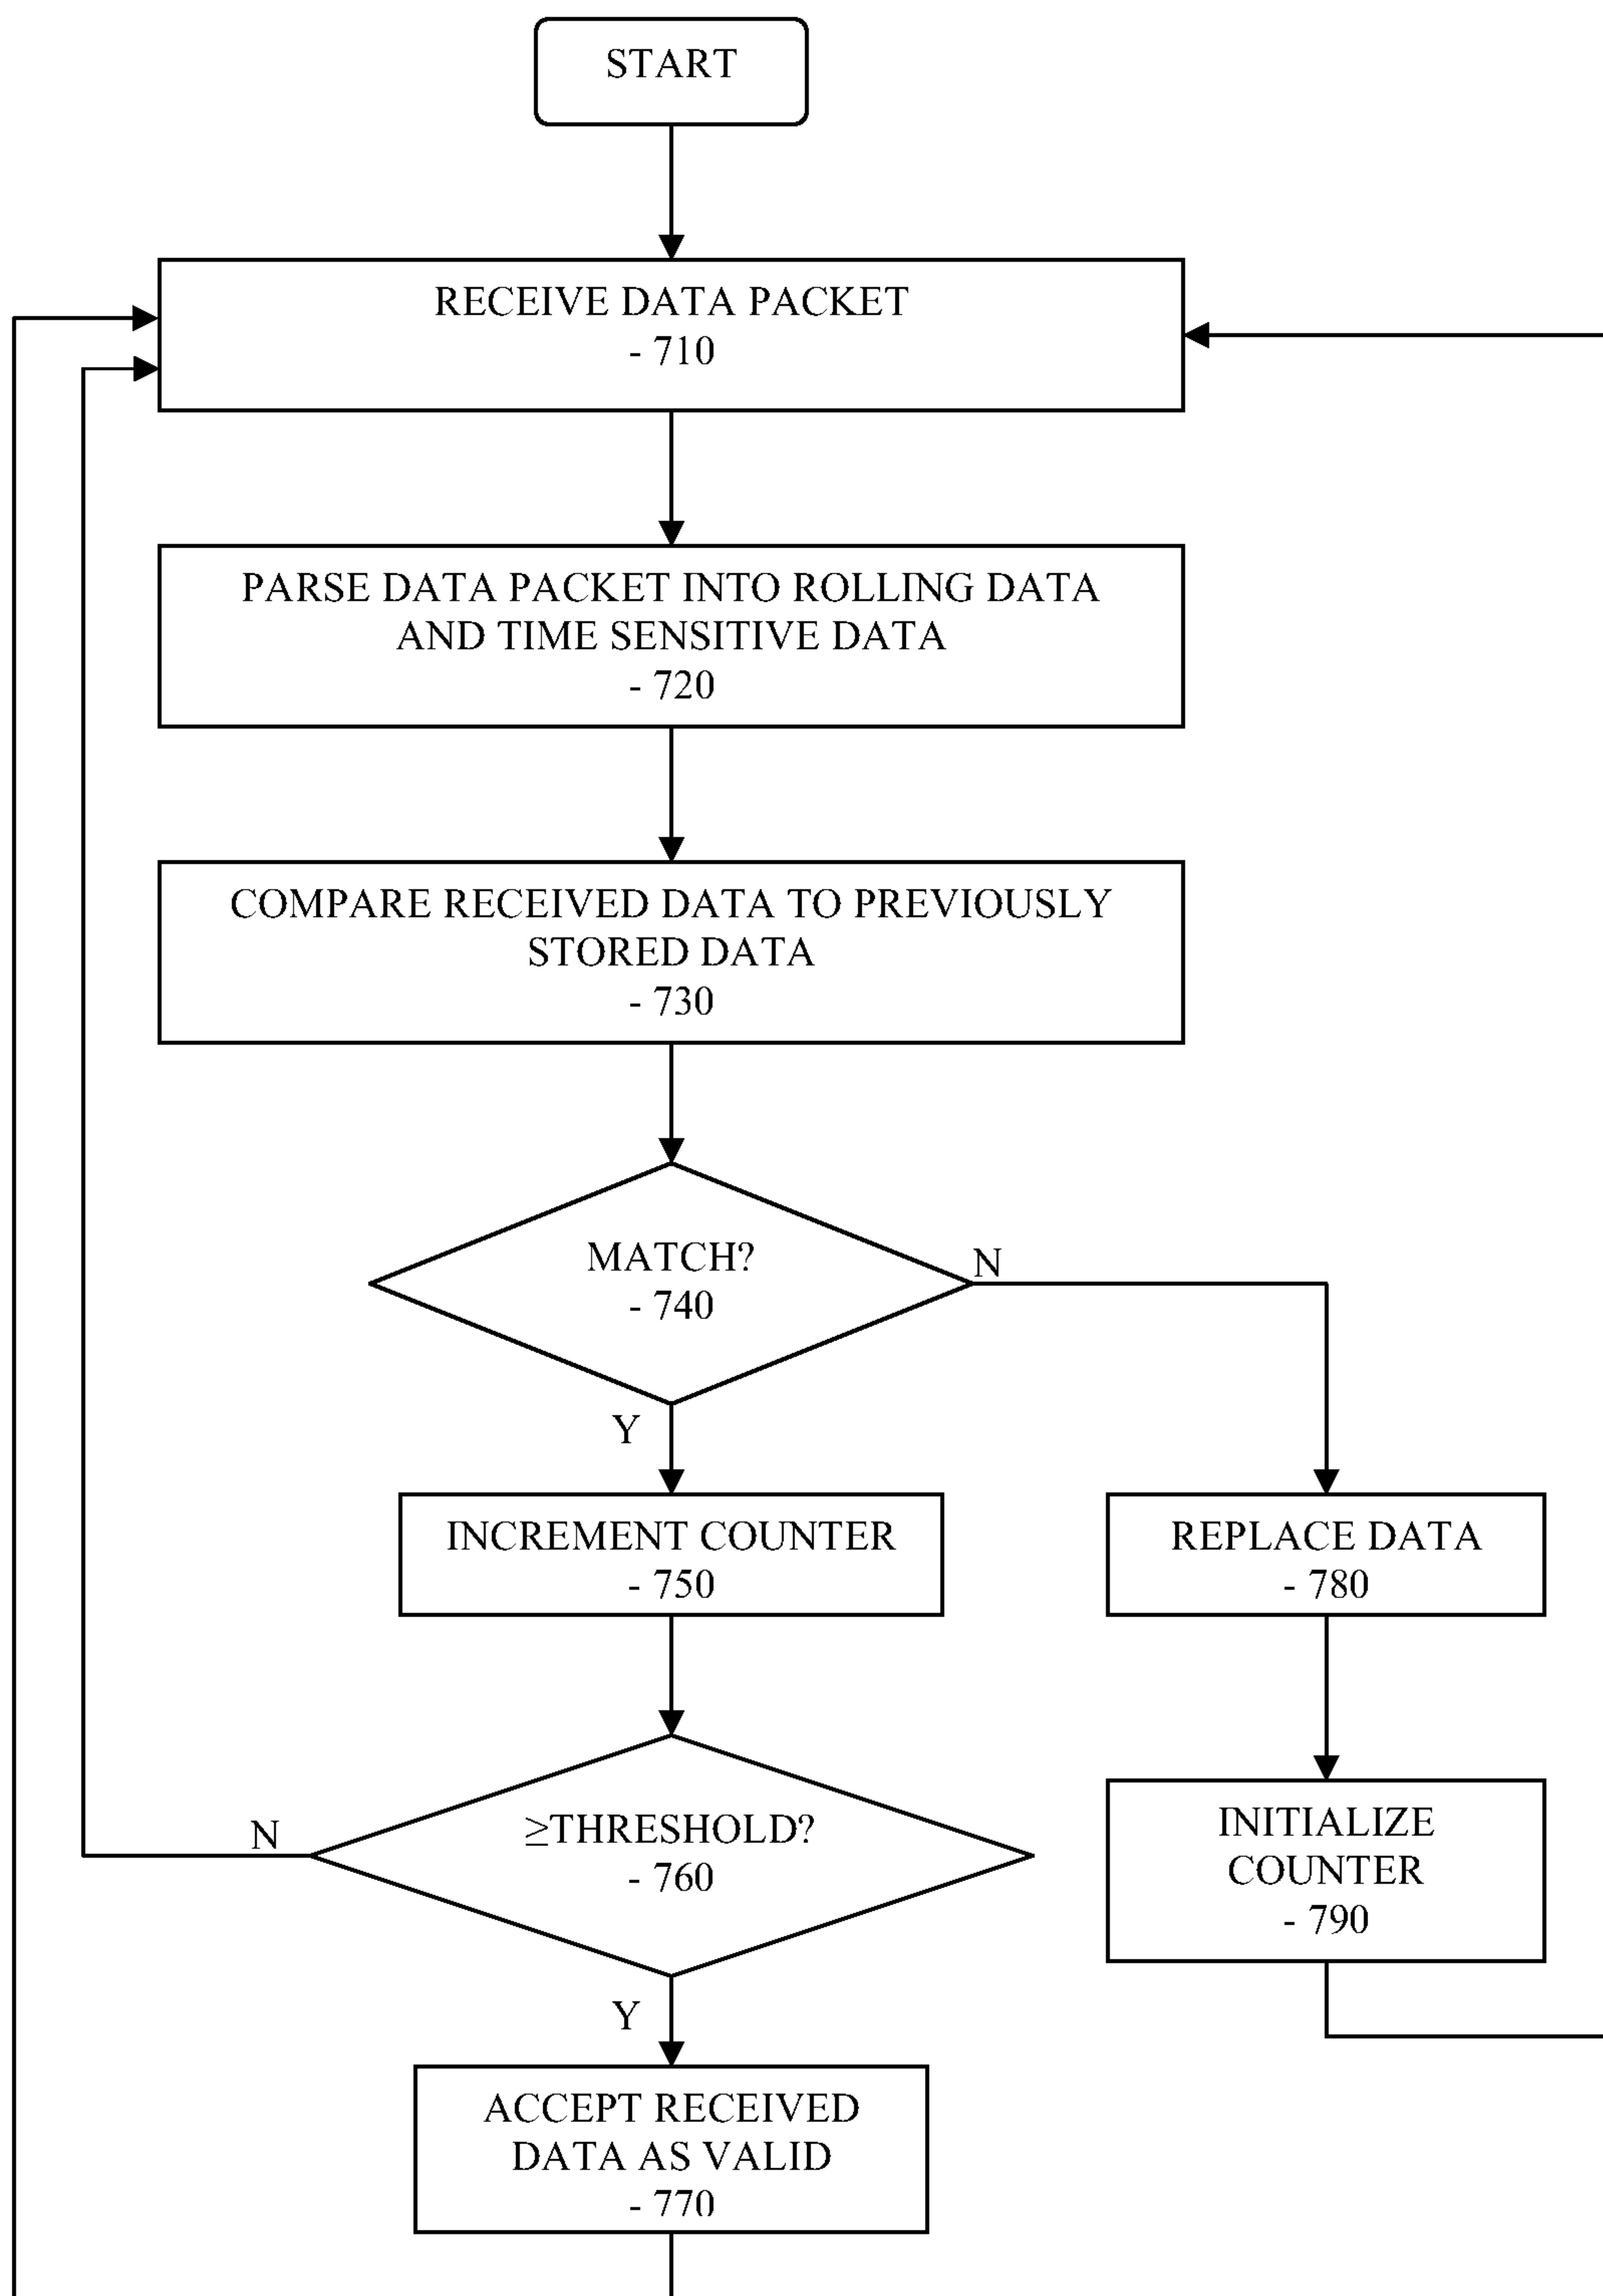 START
RECEIVE DATA PACKET
- 710
PARSE DATA PACKET INTO ROLLING DATA
AND TIME SENSITIVE DATA
- 720
COMPARE RECEIVED DATA TO PREVIOUSLY
STORED DATA
- 730
MATCH?
- 740
N
Y
INCREMENT COUNTER
- 750
REPLACE DATA
- 780
≥THRESHOLD?
- 760
N
Y
INITIALIZE
COUNTER
- 790
ACCEPT RECEIVED
DATA AS VALID
- 770